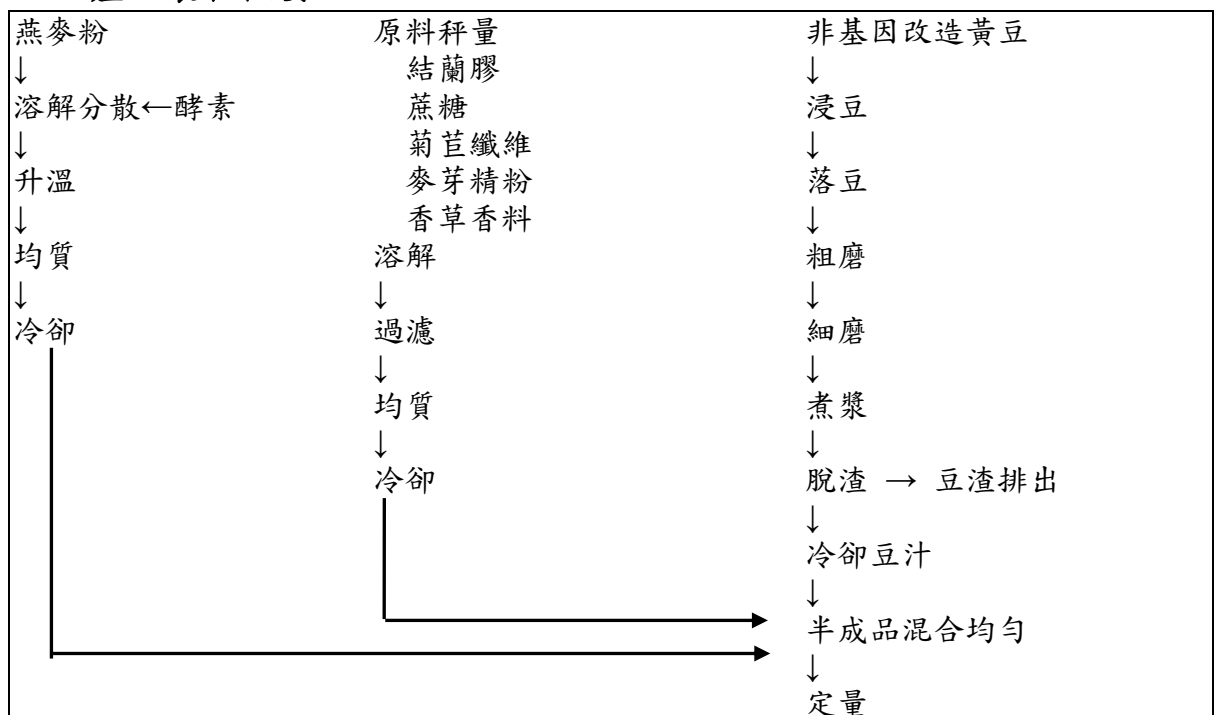 燕麥粉
↓
溶解分散←酵素
↓
升溫
↓
均質
↓
冷卻
原料秤量
結蘭膠
蔗糖
菊苣纖維
麥芽精粉
香草香料
溶解
↓
過濾
↓
均質
↓
冷卻
非基因改造黃豆
↓
浸豆
↓
落豆
↓
粗磨
↓
細磨
↓
煮漿
↓
脫渣 → 豆渣排出
↓
冷卻豆汁
↓
半成品混合均勻
↓
定量